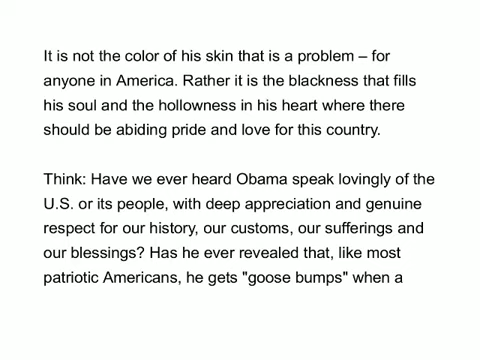 It is not the color of his skin that is a problem – for
anyone in America. Rather it is the blackness that fills
his soul and the hollowness in his heart where there
should be abiding pride and love for this country.
Think: Have we ever heard Obama speak lovingly of the
U.S. or its people, with deep appreciation and genuine
respect for our history, our customs, our sufferings and
our blessings? Has he ever revealed that, like most
patriotic Americans, he gets "goose bumps" when a